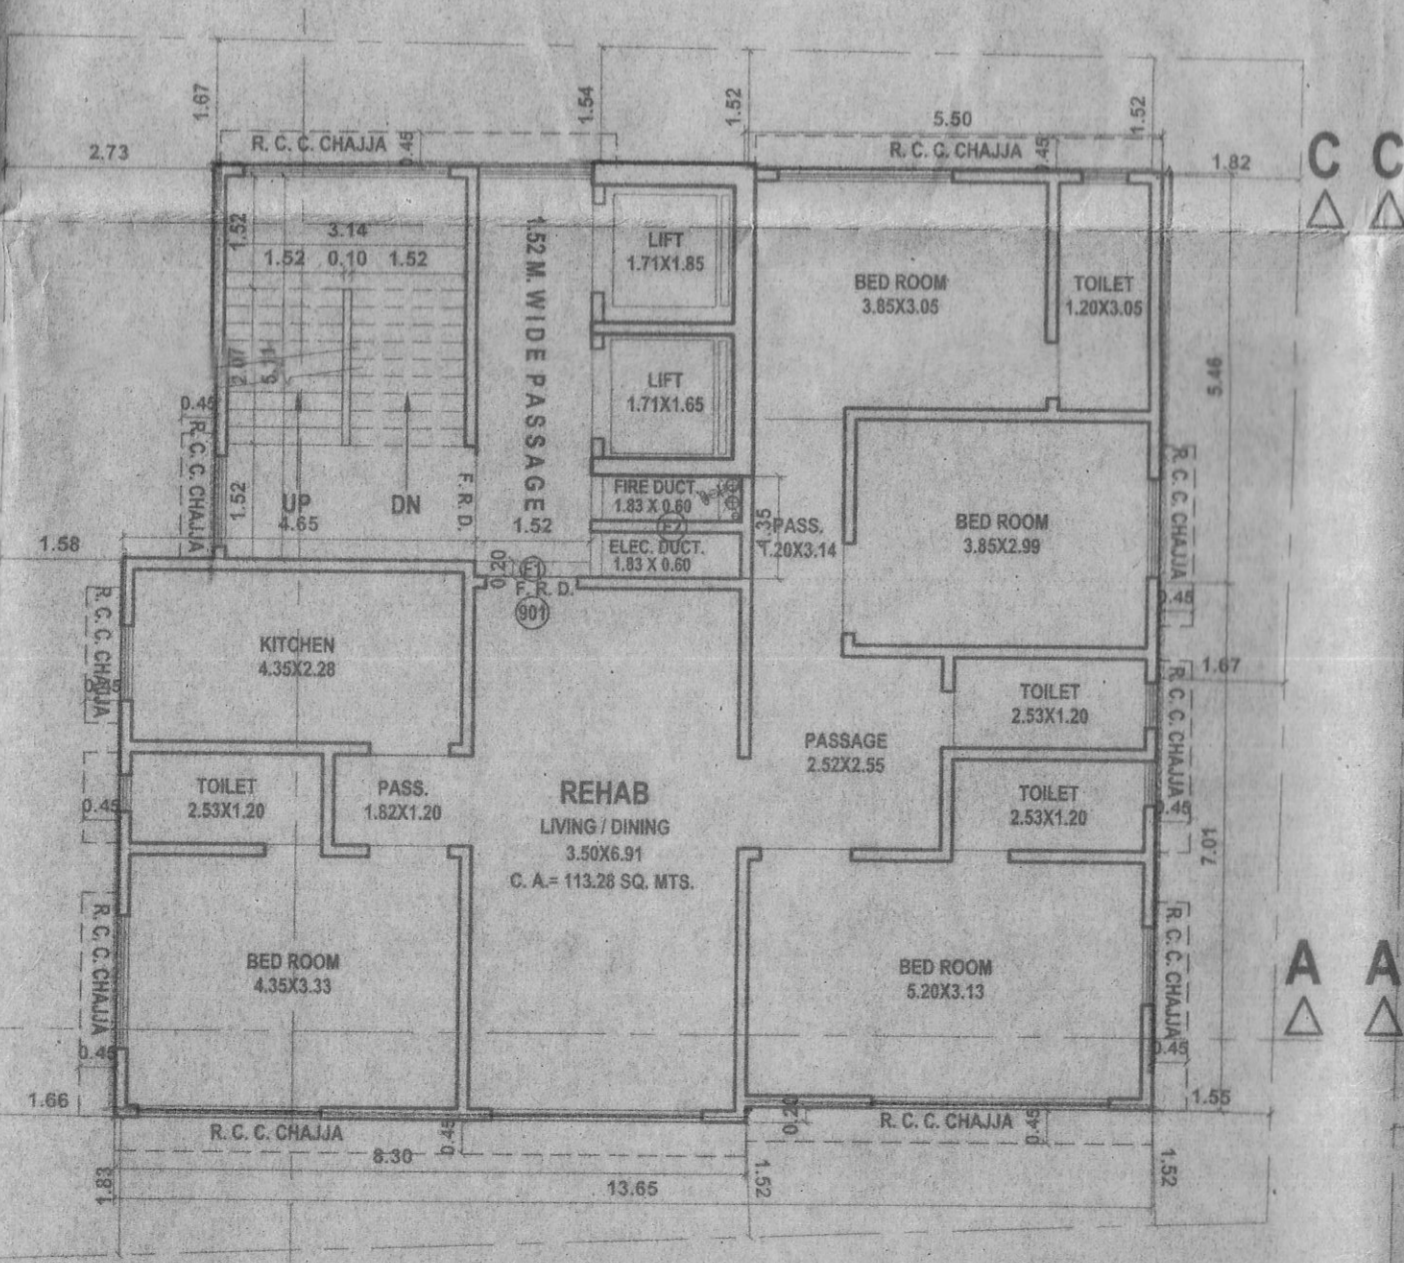 1.67
1.54
1.52
5.50
1.52
2.73
R. C. C. CHAJJA
0.45
R. C. C. CHAJJA
0.45
1.82
C C
1.52
3.14
1.52 0.10 1.52
1.52 M. WIDE PASSAGE
LIFT
1.71X1.85
BED ROOM
3.85X3.05
TOILET
1.20X3.05
2.07
5.11
LIFT
1.71X1.65
5.46
0.45
R. C. C. CHAJJA
1.52
UP
4.65
DN
F. R. D.
1.52
FIRE DUCT
1.83 X 0.60
F2
ELEC. DUCT.
1.83 X 0.60
PASS.
1.20X3.14
BED ROOM
3.85X2.99
R. C. C. CHAJJA
0.45
1.58
0.20
F1
F. R. D.
901
R. C. C. CHAJJA
KITCHEN
4.35X2.28
TOILET
2.53X1.20
1.67
R. C. C. CHAJJA
0.45
PASSAGE
2.52X2.55
TOILET
2.53X1.20
0.45
TOILET
2.53X1.20
PASS.
1.82X1.20
REHAB
LIVING / DINING
3.50X6.91
C. A.= 113.28 SQ. MTS.
7.01
R. C. C. CHAJJA
0.45
BED ROOM
4.35X3.33
BED ROOM
5.20X3.13
R. C. C. CHAJJA
0.45
A A
1.66
1.55
R. C. C. CHAJJA
0.45
0.20
R. C. C. CHAJJA
0.45
8.30
1.83
13.65
1.52
1.52